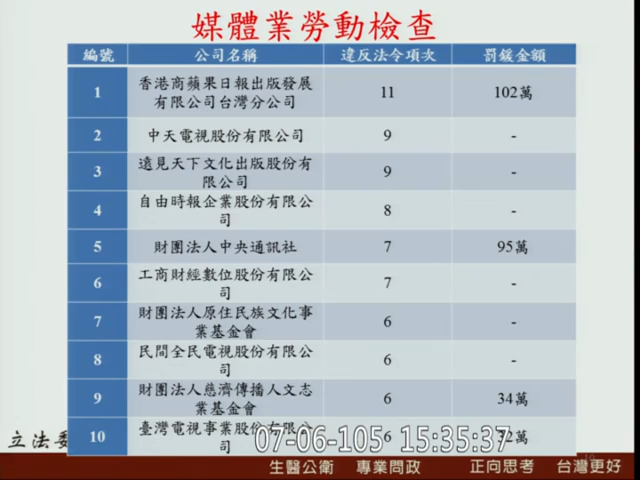 媒體業勞動檢查
編號 公司名稱 違反法令項次 罰鍰金額
1 香港商蘋果日報出版發展 11 102萬
有限公司台灣分公司
2 中天電視股份有限公司 9 -
3 遠見天下文化出版股份有 9 -
限公司
4 自由時報企業股份有限公 8 -
司
5 財團法人中央通訊社 7 95萬
6 工商財經數位股份有限公 7 -
司
7 財團法人原住民族文化事 6 -
業基金會
8 民間全民電視股份有限公 6 -
司
9 財團法人慈濟傳播人文志 6 34萬
業基金會
10 臺灣電視事業股份有限公 6 32萬
司
立法委
07-06-105 15:35:37
生醫公衛 專業問政 正向思考 台灣更好